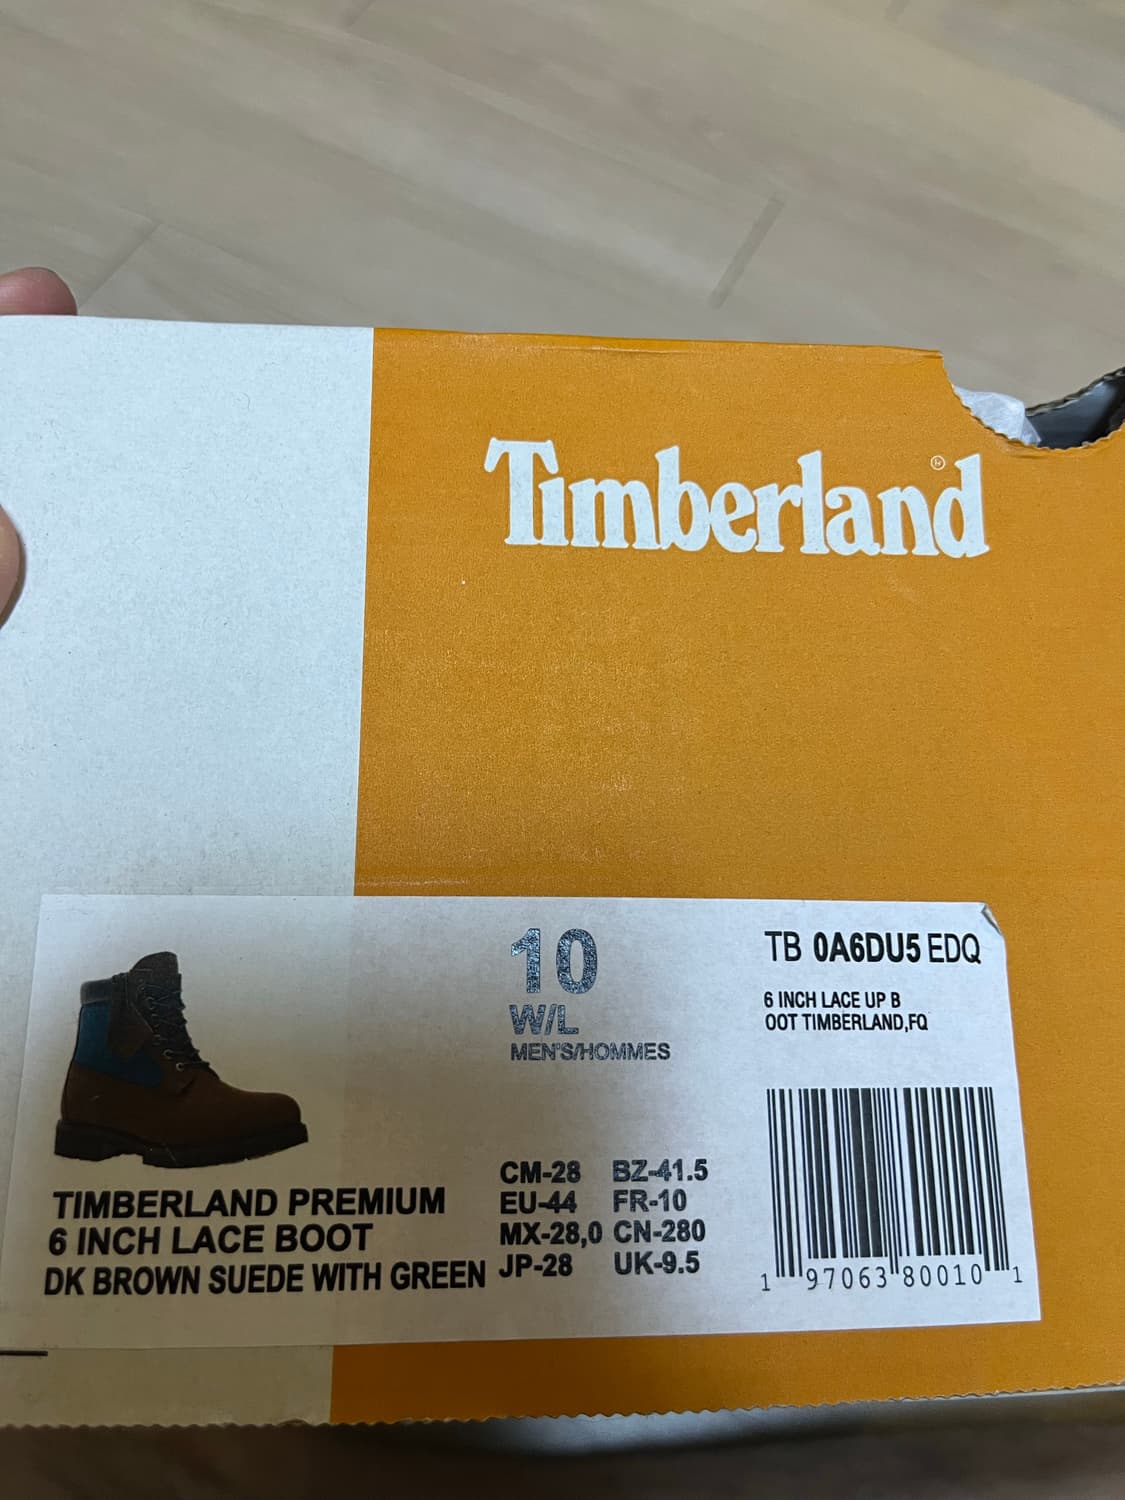 Timberland®
10
W/L
MEN'S/HOMMES
TB 0A6DU5 EDQ
6 INCH LACE UP B
OOT TIMBERLAND,FQ
TIMBERLAND PREMIUM
6 INCH LACE BOOT
DK BROWN SUEDE WITH GREEN
CM-28 BZ-41.5
EU-44 FR-10
MX-28,0 CN-280
JP-28 UK-9.5
1 97063 80010 1